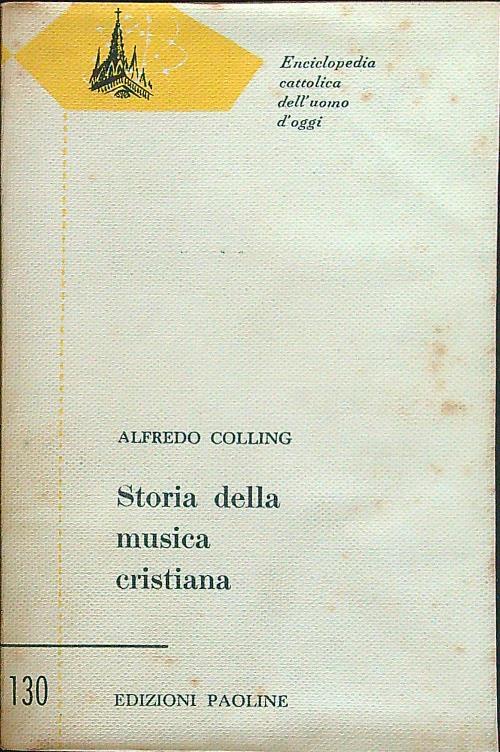 Enciclopedia
cattolica
dell'uomo
d'oggi
ALFREDO COLLING
Storia della
musica
cristiana
130
EDIZIONI PAOLINE